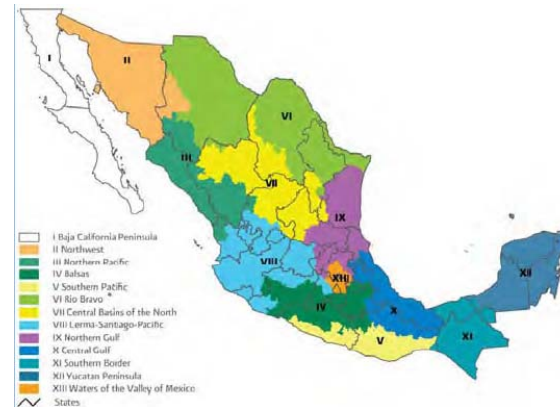 I
II
VI
III
VII
IX
XII
VIII
XIII
IV
X
V
XI
I Baja California Peninsula
II Northwest
III Northern Pacific
IV Balsas
V Southern Pacific
VI Río Bravo
VII Central Basins of the North
VIII Lerma-Santiago-Pacific
IX Northern Gulf
X Central Gulf
XI Southern Border
XII Yucatan Peninsula
XIII Waters of the Valley of Mexico
States